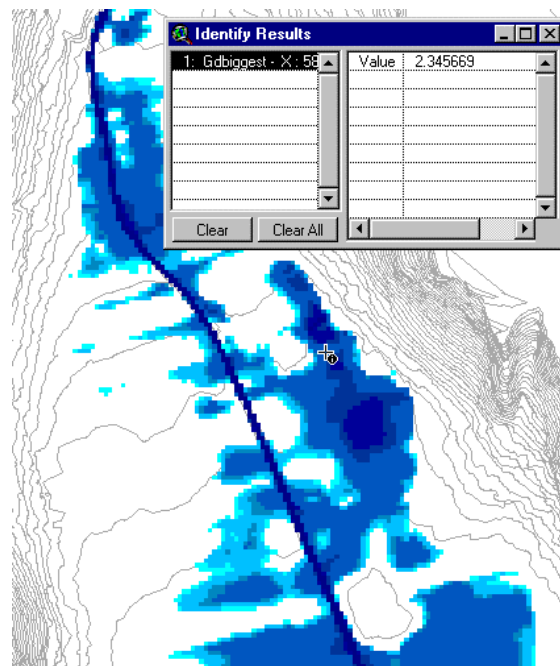 Identify Results
1: Gdbiggest - X : 58
Value 2.345669
Clear Clear All